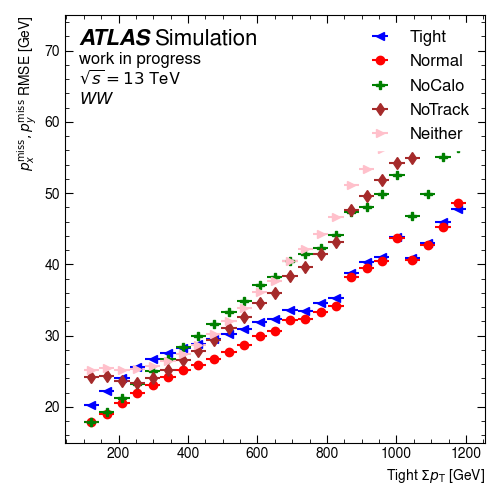 ATLAS Simulation
work in progress
√s = 13 TeV
WW
Tight
Normal
NoCalo
NoTrack
Neither
p_x^miss, p_y^miss RMSE [GeV]
70
60
50
40
30
20
200 400 600 800 1000 1200
Tight Σp_T [GeV]